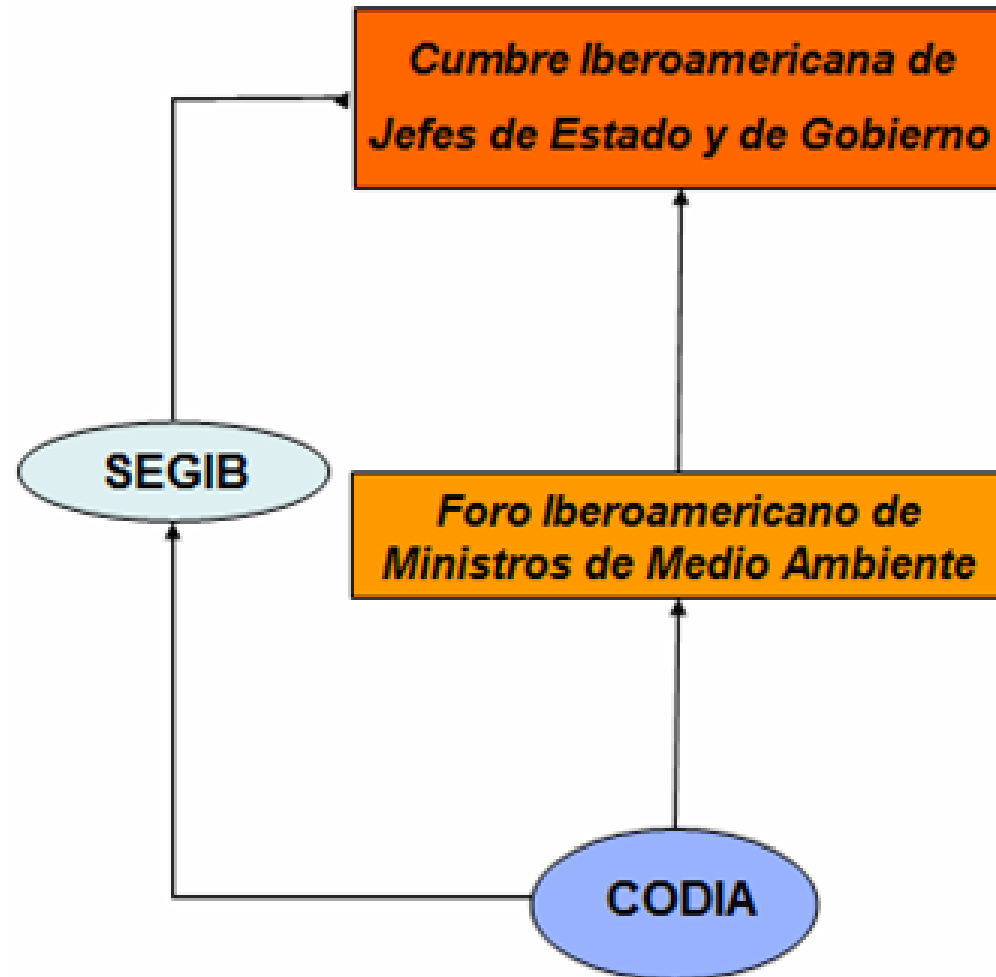 Cumbre Iberoamericana de
Jefes de Estado y de Gobierno
SEGIB
Foro Iberoamericano de
Ministros de Medio Ambiente
CODIA